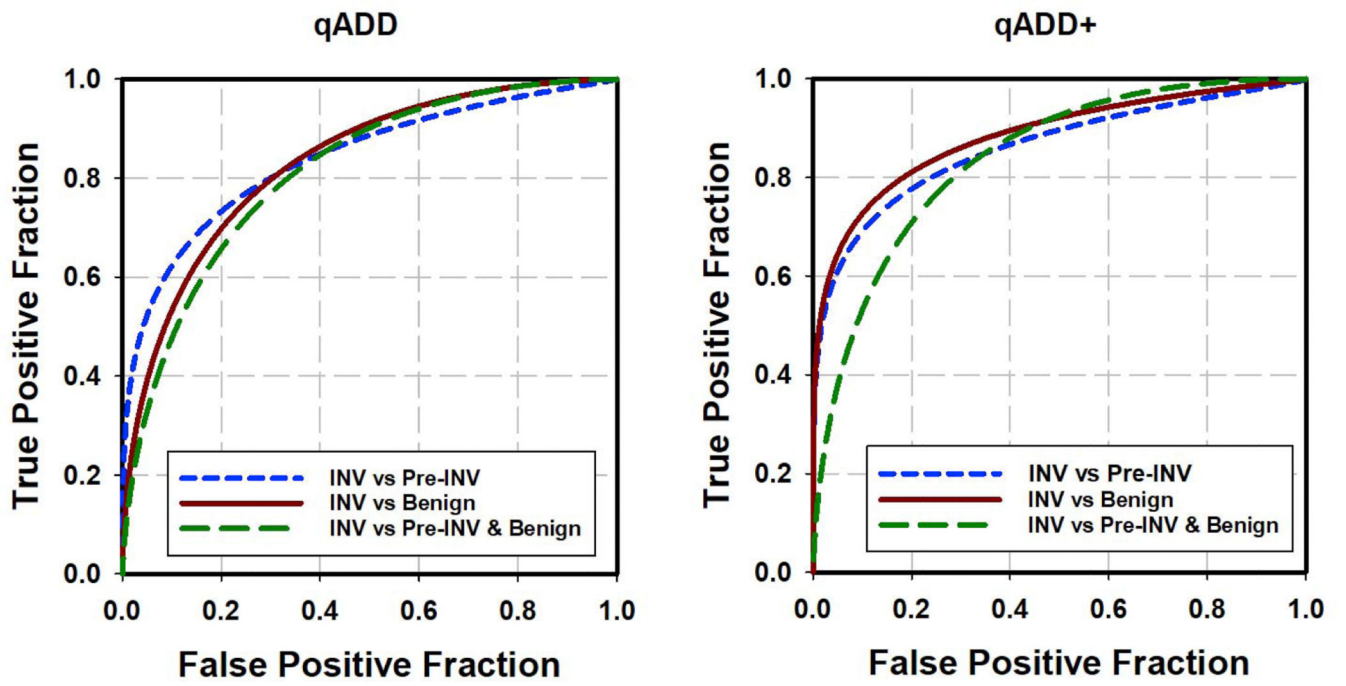 qADD
1.0
0.8
0.6
0.4
0.2
0.0
True Positive Fraction
INV vs Pre-INV
INV vs Benign
INV vs Pre-INV & Benign
0.0 0.2 0.4 0.6 0.8 1.0
False Positive Fraction
qADD+
1.0
0.8
0.6
0.4
0.2
0.0
True Positive Fraction
INV vs Pre-INV
INV vs Benign
INV vs Pre-INV & Benign
0.0 0.2 0.4 0.6 0.8 1.0
False Positive Fraction